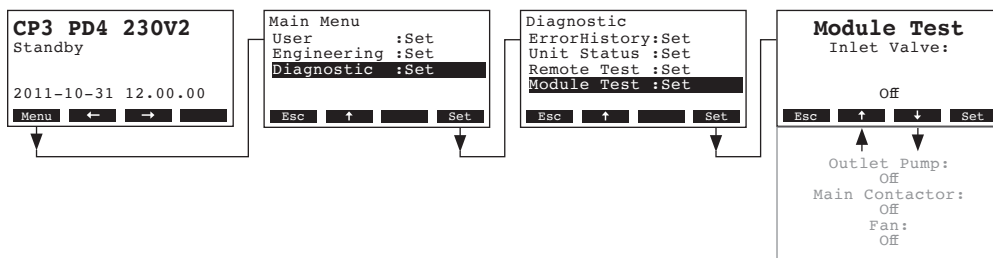 CP3 PD4 230V2
Standby
2011-10-31 12.00.00
Menu ← →
Main Menu
User :Set
Engineering :Set
Diagnostic :Set
Esc ↑ Set
Diagnostic
ErrorHistory:Set
Unit Status :Set
Remote Test :Set
Module Test :Set
Esc ↑ Set
Module Test
Inlet Valve:
Off
Esc ↑ ↓ Set
Outlet Pump:
Off
Main Contactor:
Off
Fan:
Off